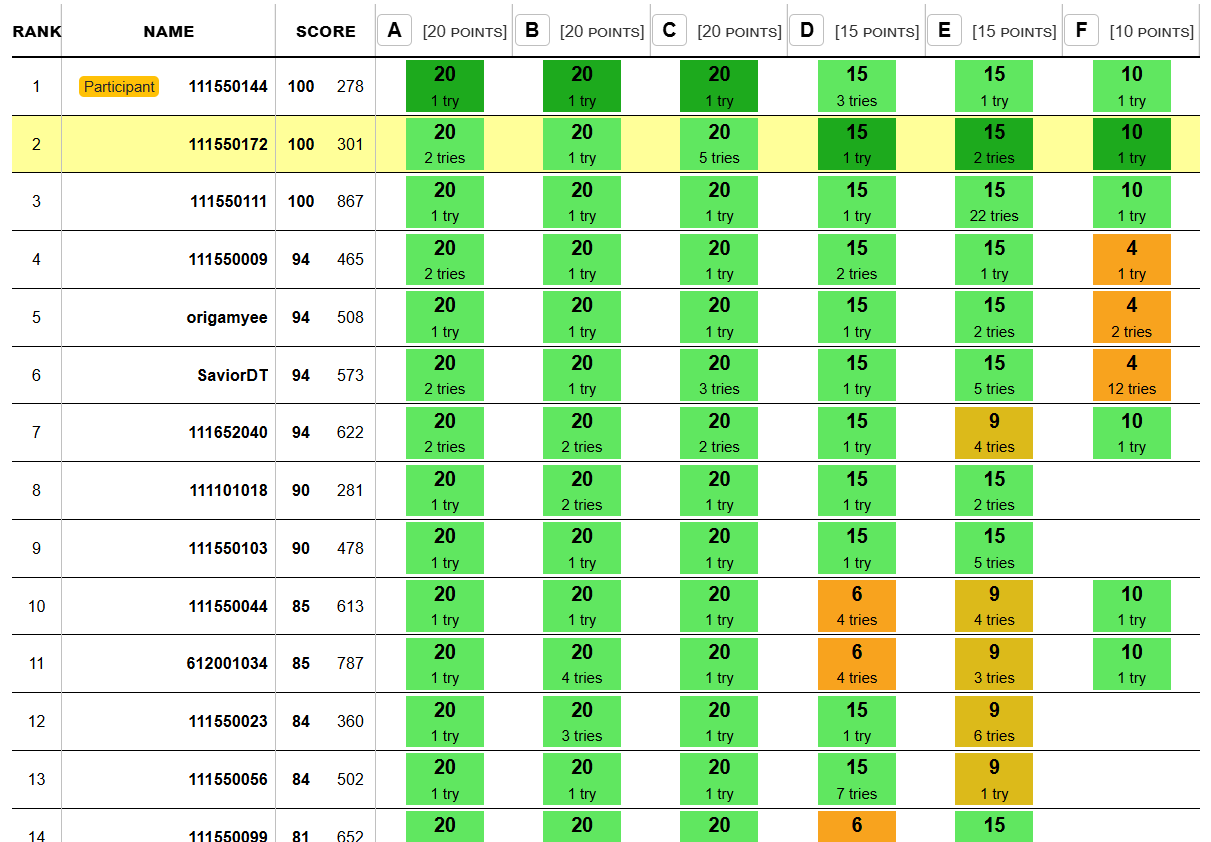 RANK NAME SCORE A [20 POINTS] B [20 POINTS] C [20 POINTS] D [15 POINTS] E [15 POINTS] F [10 POINTS]
20 20 20 15 15 10
1 Participant 111550144 100 278
1 try 1 try 1 try 3 tries 1 try 1 try
20 20 20 15 15 10
2 111550172 100 301
2 tries 1 try 5 tries 1 try 2 tries 1 try
20 20 20 15 15 10
3 111550111 100 867
1 try 1 try 1 try 1 try 22 tries 1 try
20 20 20 15 15 4
4 111550009 94 465
2 tries 1 try 1 try 2 tries 1 try 1 try
20 20 20 15 15 4
5 origamyee 94 508
1 try 1 try 1 try 1 try 2 tries 2 tries
20 20 20 15 15 4
6 SaviorDT 94 573
2 tries 1 try 3 tries 1 try 5 tries 12 tries
20 20 20 15 9 10
7 111652040 94 622
2 tries 2 tries 2 tries 1 try 4 tries 1 try
20 20 20 15 15
8 111101018 90 281
1 try 2 tries 1 try 1 try 2 tries
20 20 20 15 15
9 111550103 90 478
1 try 1 try 1 try 1 try 5 tries
20 20 20 6 9 10
10 111550044 85 613
1 try 1 try 1 try 4 tries 4 tries 1 try
20 20 20 6 9 10
11 612001034 85 787
1 try 4 tries 1 try 4 tries 3 tries 1 try
20 20 20 15 9
12 111550023 84 360
1 try 3 tries 1 try 1 try 6 tries
20 20 20 15 9
13 111550056 84 502
1 try 1 try 1 try 7 tries 1 try
20 20 20 6 15
14 111550099 81 652